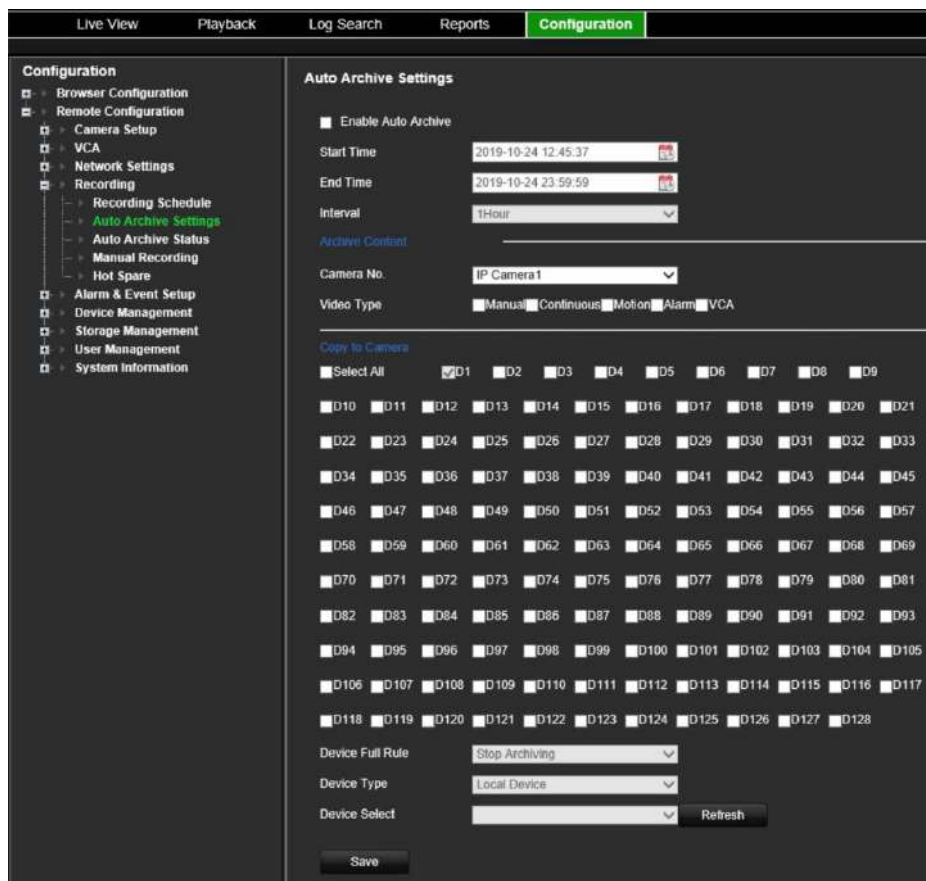 Live View Playback Log Search Reports Configuration
Configuration
Browser Configuration
Remote Configuration
Camera Setup
VCA
Network Settings
Recording
Recording Schedule
Auto Archive Settings
Auto Archive Status
Manual Recording
Hot Spare
Alarm & Event Setup
Device Management
Storage Management
User Management
System Information
Auto Archive Settings
Enable Auto Archive
Start Time 2019-10-24 12:45:37
End Time 2019-10-24 23:59:59
Interval 1Hour
Archive Content
Camera No. IP Camera1
Video Type Manual Continuous Motion Alarm VCA
Copy to Camera
Select All D1 D2 D3 D4 D5 D6 D7 D8 D9
D10 D11 D12 D13 D14 D15 D16 D17 D18 D19 D20 D21
D22 D23 D24 D25 D26 D27 D28 D29 D30 D31 D32 D33
D34 D35 D36 D37 D38 D39 D40 D41 D42 D43 D44 D45
D46 D47 D48 D49 D50 D51 D52 D53 D54 D55 D56 D57
D58 D59 D60 D61 D62 D63 D64 D65 D66 D67 D68 D69
D70 D71 D72 D73 D74 D75 D76 D77 D78 D79 D80 D81
D82 D83 D84 D85 D86 D87 D88 D89 D90 D91 D92 D93
D94 D95 D96 D97 D98 D99 D100 D101 D102 D103 D104 D105
D106 D107 D108 D109 D110 D111 D112 D113 D114 D115 D116 D117
D118 D119 D120 D121 D122 D123 D124 D125 D126 D127 D128
Device Full Rule Stop Archiving
Device Type Local Device
Device Select Refresh
Save